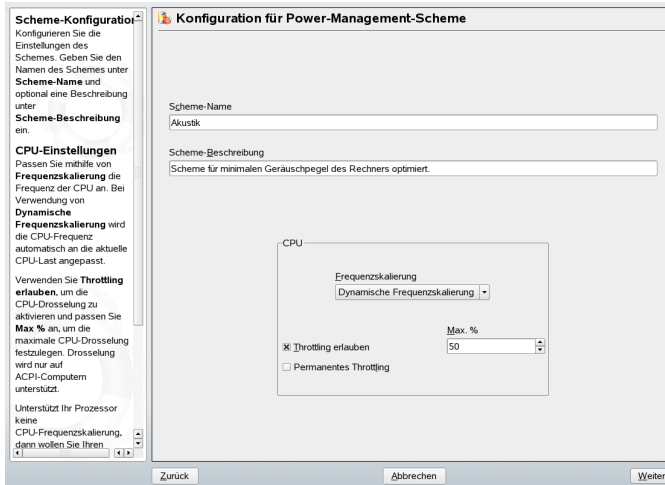 Scheme-Konfiguration
Konfigurieren Sie die
Einstellungen des
Schemes. Geben Sie den
Namen des Schemes unter
Scheme-Name und
optional eine Beschreibung
unter
Scheme-Beschreibung
ein.
CPU-Einstellungen
Passen Sie mithilfe von
Frequenzskalierung die
Frequenz der CPU an. Bei
Verwendung von
Dynamische
Frequenzskalierung wird
die CPU-Frequenz
automatisch an die aktuelle
CPU-Last angepasst.
Verwenden Sie Throttling
erlauben, um die
CPU-Drosselung zu
aktivieren und passen Sie
Max % an, um die
maximale CPU-Drosselung
festzulegen. Drosselung
wird nur auf
ACPI-Computern
unterstützt.
Unterstützt Ihr Prozessor
keine
CPU-Frequenzskalierung,
dann wollen Sie Ihren
Konfiguration für Power-Management-Scheme
Scheme-Name
Akustik
Scheme-Beschreibung
Scheme für minimalen Geräuschpegel des Rechners optimiert.
CPU
Frequenzskalierung
Dynamische Frequenzskalierung
Max. %
Throttling erlauben
50
Permanentes Throttling
Zurück
Abbrechen
Weiter